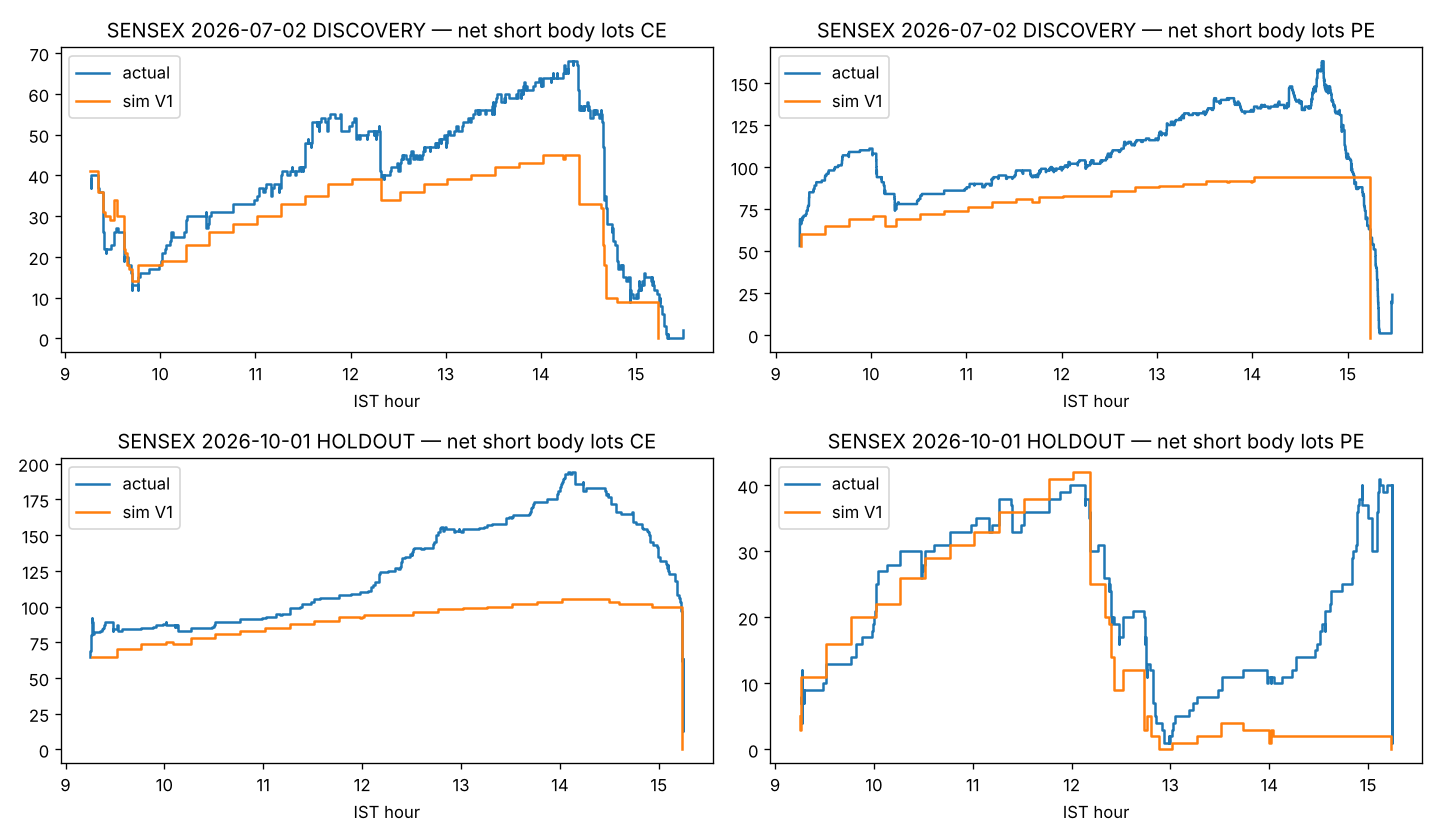 SENSEX 2026-07-02 DISCOVERY — net short body lots CE
actual
sim V1
70
60
50
40
30
20
10
0
9 10 11 12 13 14 15
IST hour
SENSEX 2026-07-02 DISCOVERY — net short body lots PE
actual
sim V1
150
125
100
75
50
25
0
9 10 11 12 13 14 15
IST hour
SENSEX 2026-10-01 HOLDOUT — net short body lots CE
actual
sim V1
200
175
150
125
100
75
50
25
0
9 10 11 12 13 14 15
IST hour
SENSEX 2026-10-01 HOLDOUT — net short body lots PE
actual
sim V1
40
30
20
10
0
9 10 11 12 13 14 15
IST hour